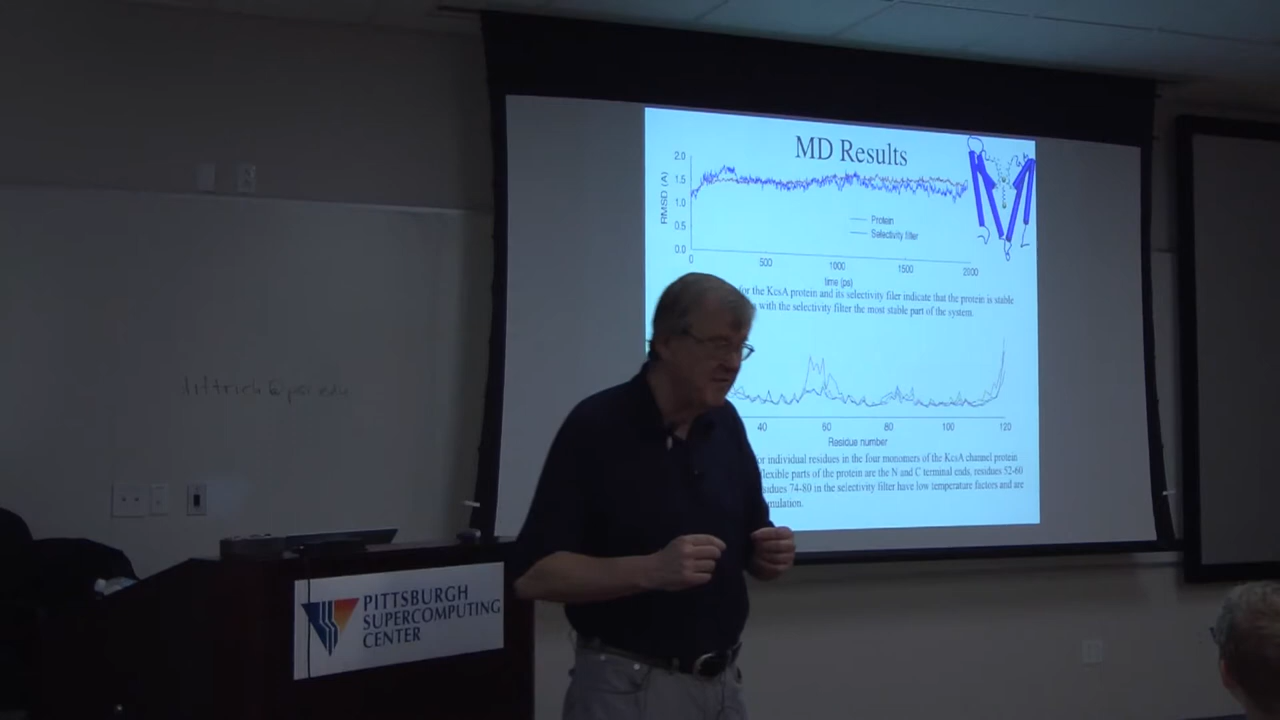 MD Results
2.0
1.5
1.0
0.5
0.0
RMSD (A)
Protein
Selectivity filter
0
500
1000
1500
2000
time (ps)
for the KcsA protein and its selectivity filer indicate that the protein is stable
with the selectivity filter the most stable part of the system.
40
60
80
100
120
Residue number
or individual residues in the four monomers of the KcsA channel protein
flexible parts of the protein are the N and C terminal ends, residues 52-60
sidues 74-80 in the selectivity filter have low temperature factors and are
mulation.
PITTSBURGH
SUPERCOMPUTING
CENTER